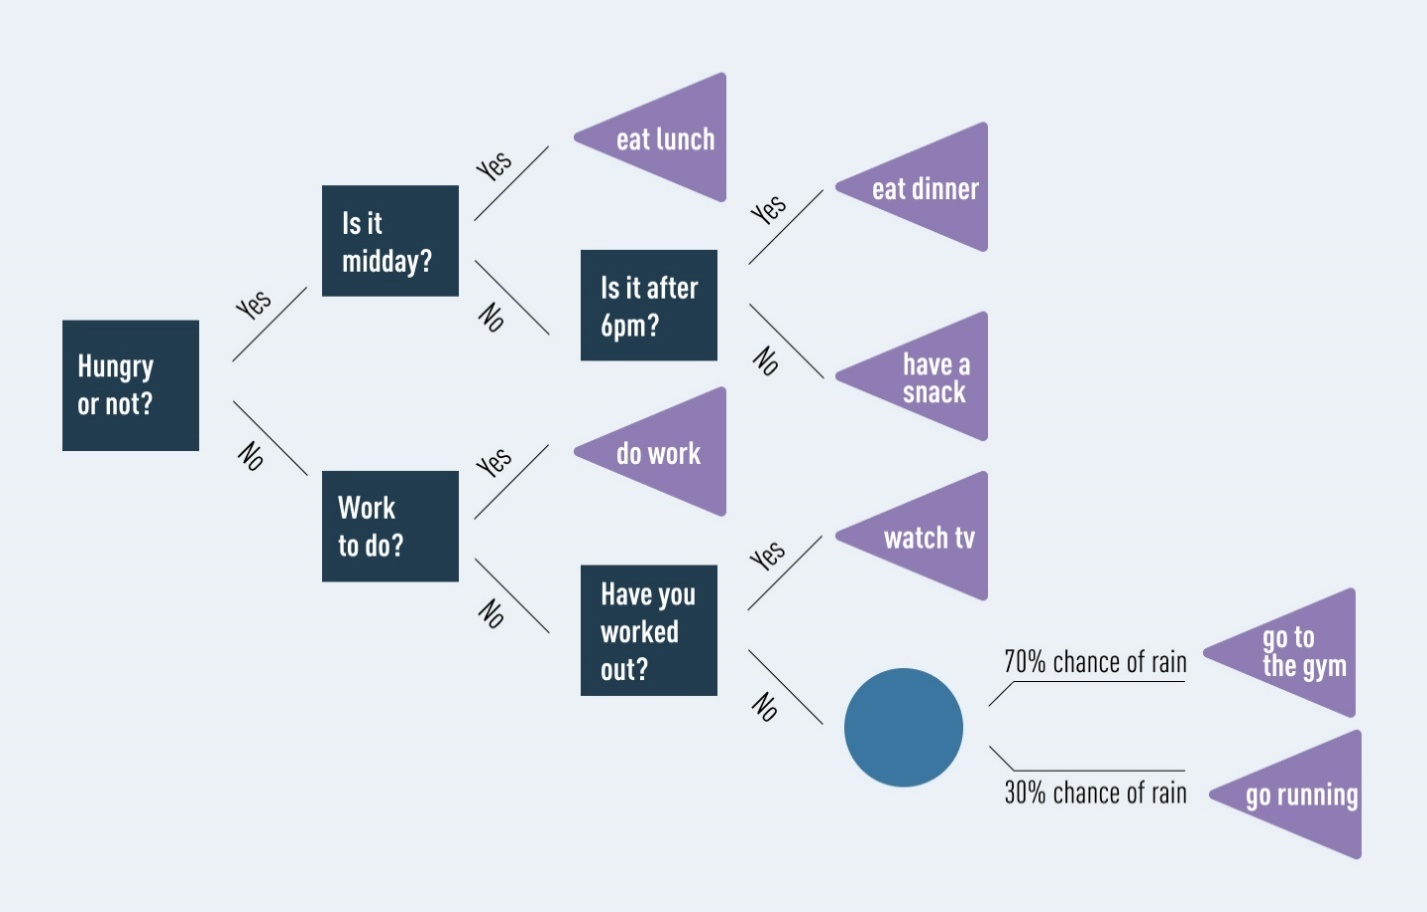 Hungry
or not?
Yes
No
Is it
midday?
Yes
No
eat lunch
Is it after
6pm?
Yes
No
eat dinner
have a
snack
Work
to do?
Yes
No
do work
Have you
worked
out?
Yes
No
watch tv
70% chance of rain
30% chance of rain
go to
the gym
go running